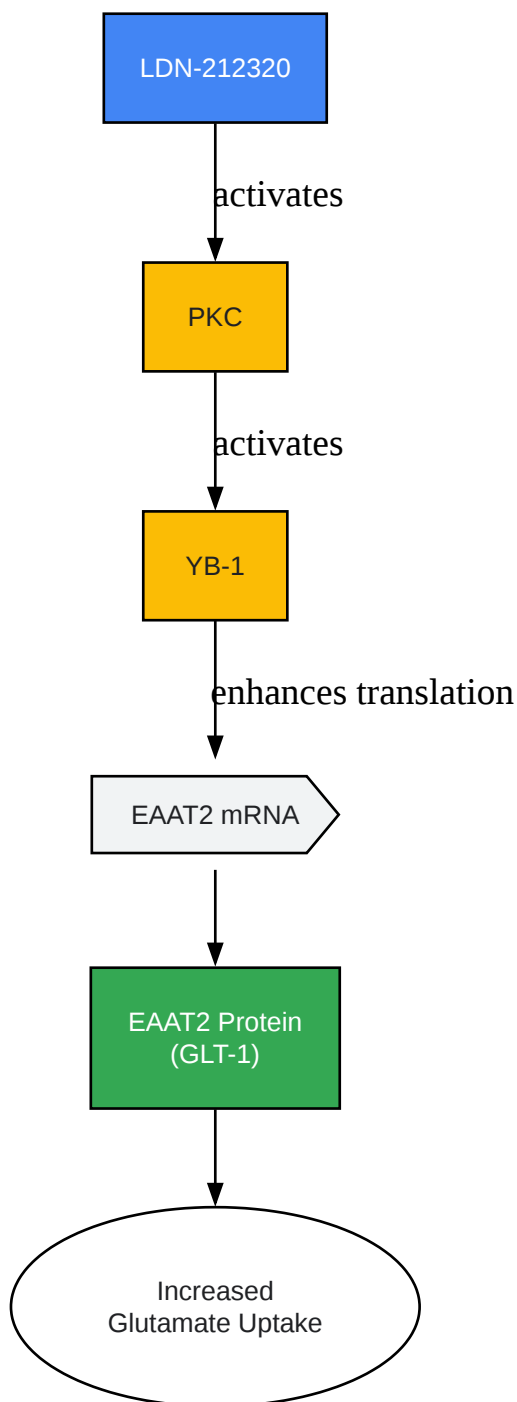 LDN-212320
activates
PKC
activates
YB-1
enhances translation
EAAT2 mRNA
EAAT2 Protein
(GLT-1)
Increased
Glutamate Uptake